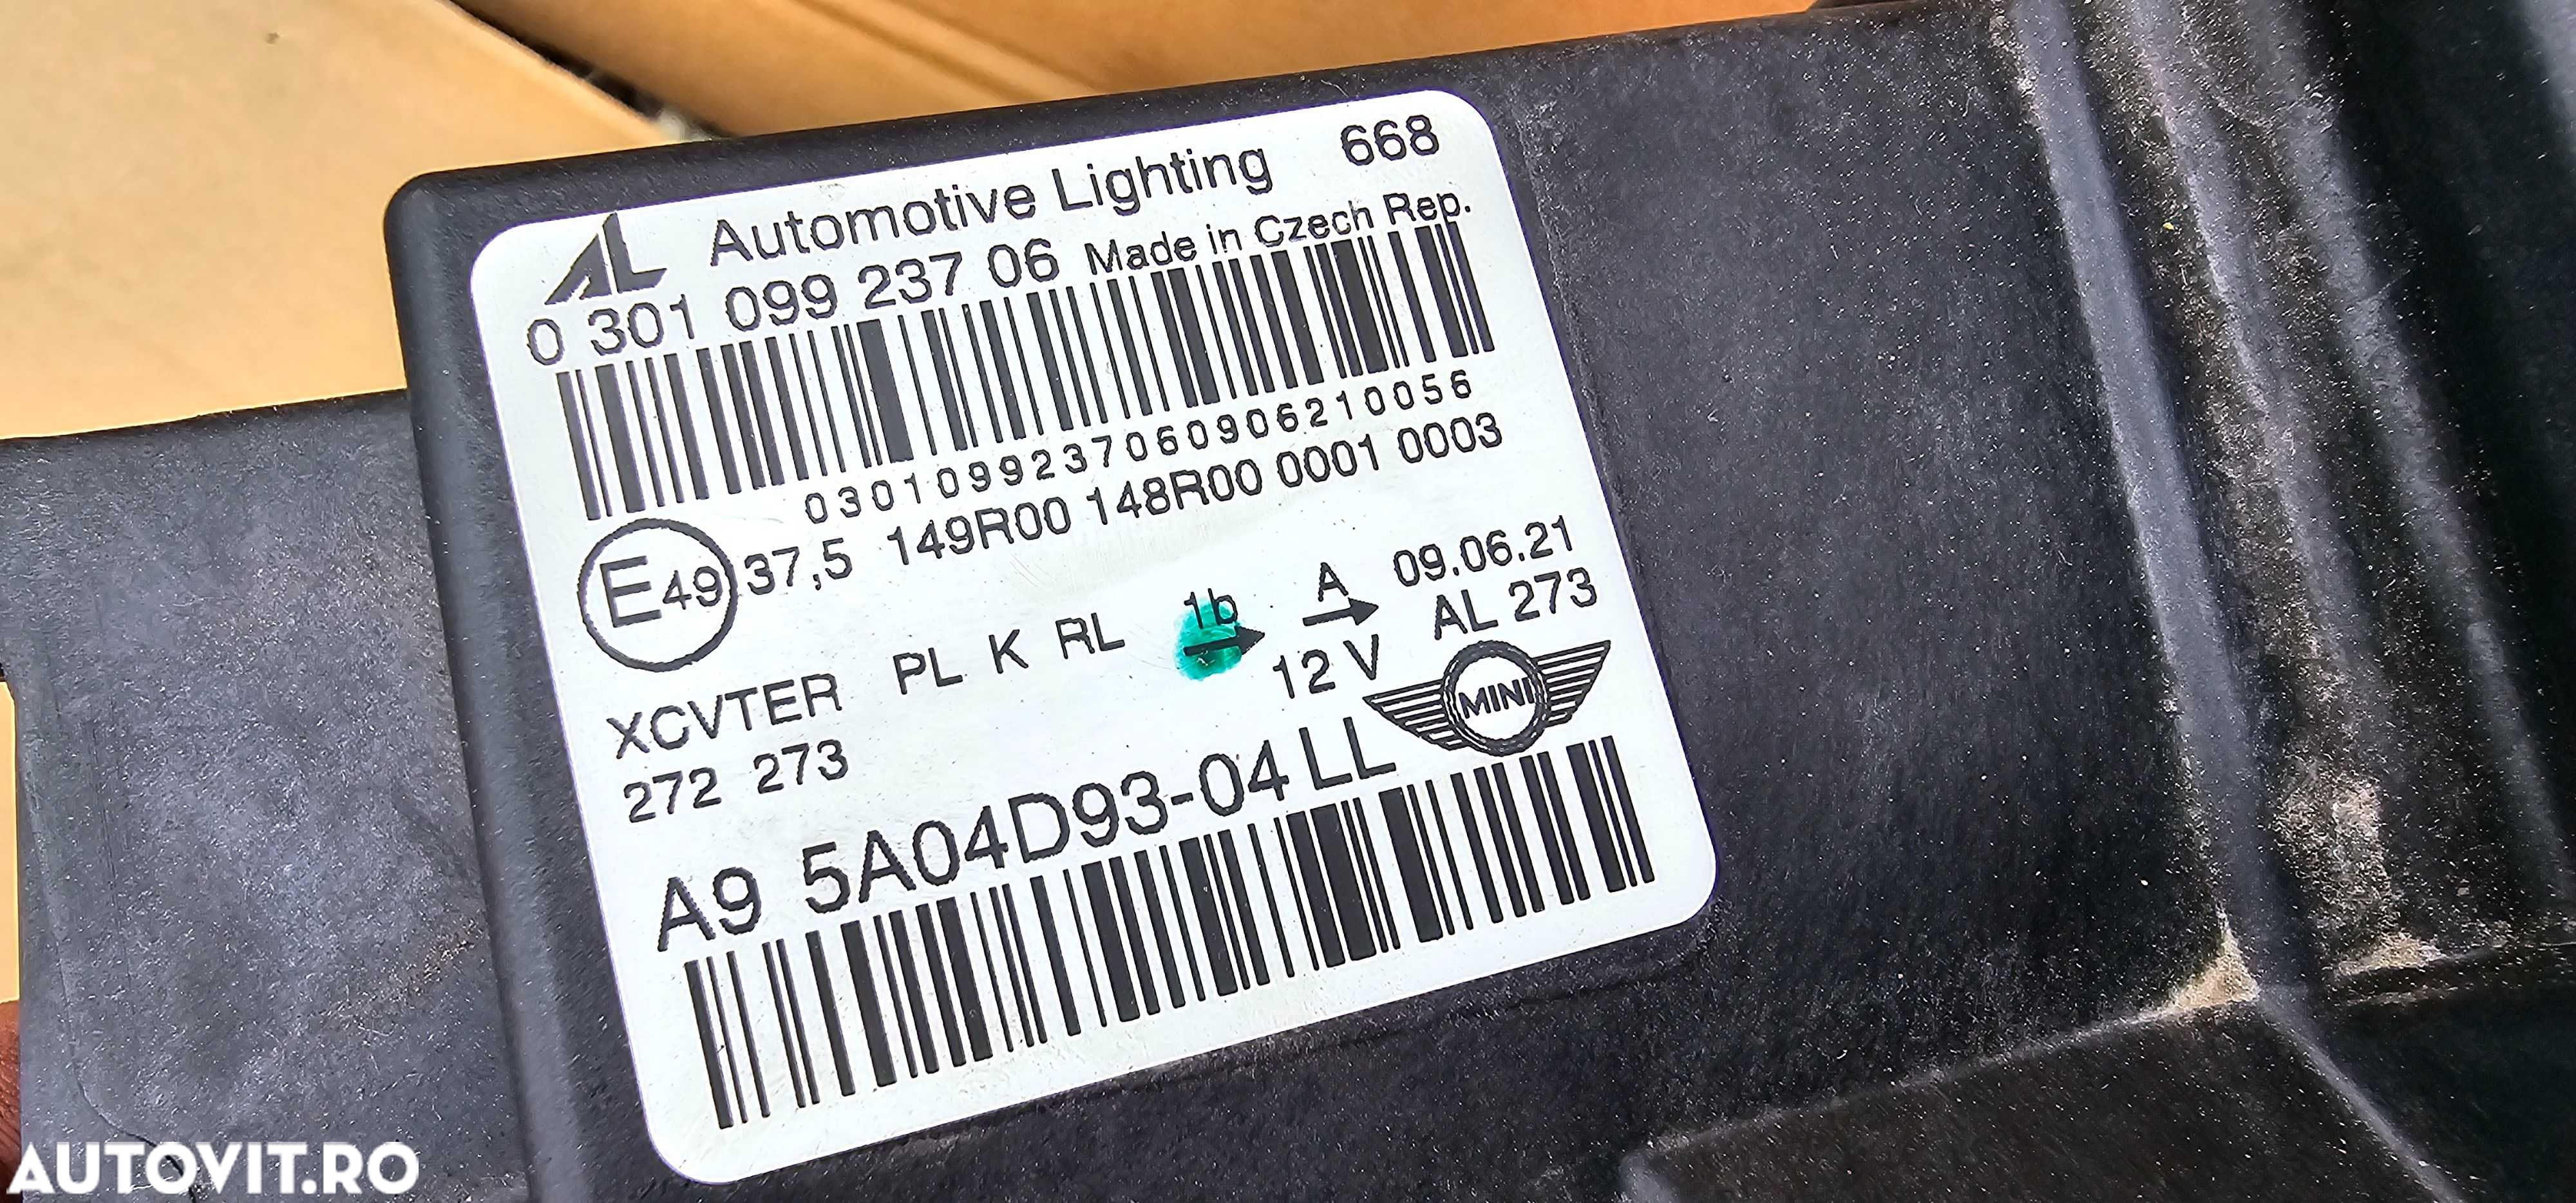 AL Automotive Lighting 668
0 301 099 237 06 Made in Czech Rep.
0301099237060906210056
E49 37,5 149R00 148R00 0001 0003
XCVTER PL K RL 1b A 09.06.21
272 273 12 V AL 273
MINI
A9 5A04D93-04 LL
AUTOVIT.RO